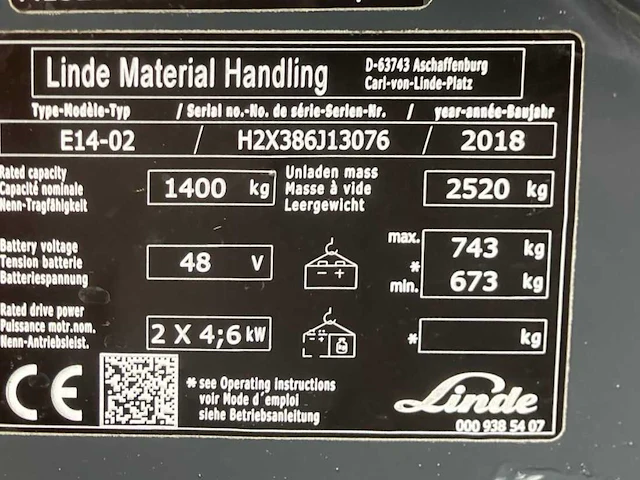 Linde Material Handling
D-63743 Aschaffenburg
Carl-von-Linde-Platz
Type-Modèle-Typ / Serial no.-No. de série-Serien-Nr. / year-année-Baujahr
E14-02 / H2X386J13076 / 2018
Rated capacity
Capacité nominale
Nenn-Tragfähigkeit
1400 kg
Unladen mass
Masse à vide
Leergewicht
2520 kg
Battery voltage
Tension batterie
Batteriespannung
48 V
- +
max. 743 kg
*
min. 673 kg
Rated drive power
Puissance motr.nom.
Nenn-Antriebsleist.
2 X 4;6 kW
- +
kg
* kg
CE
* see Operating instructions
voir Mode d´emploi
siehe Betriebsanleitung
Linde
000 938 54 07